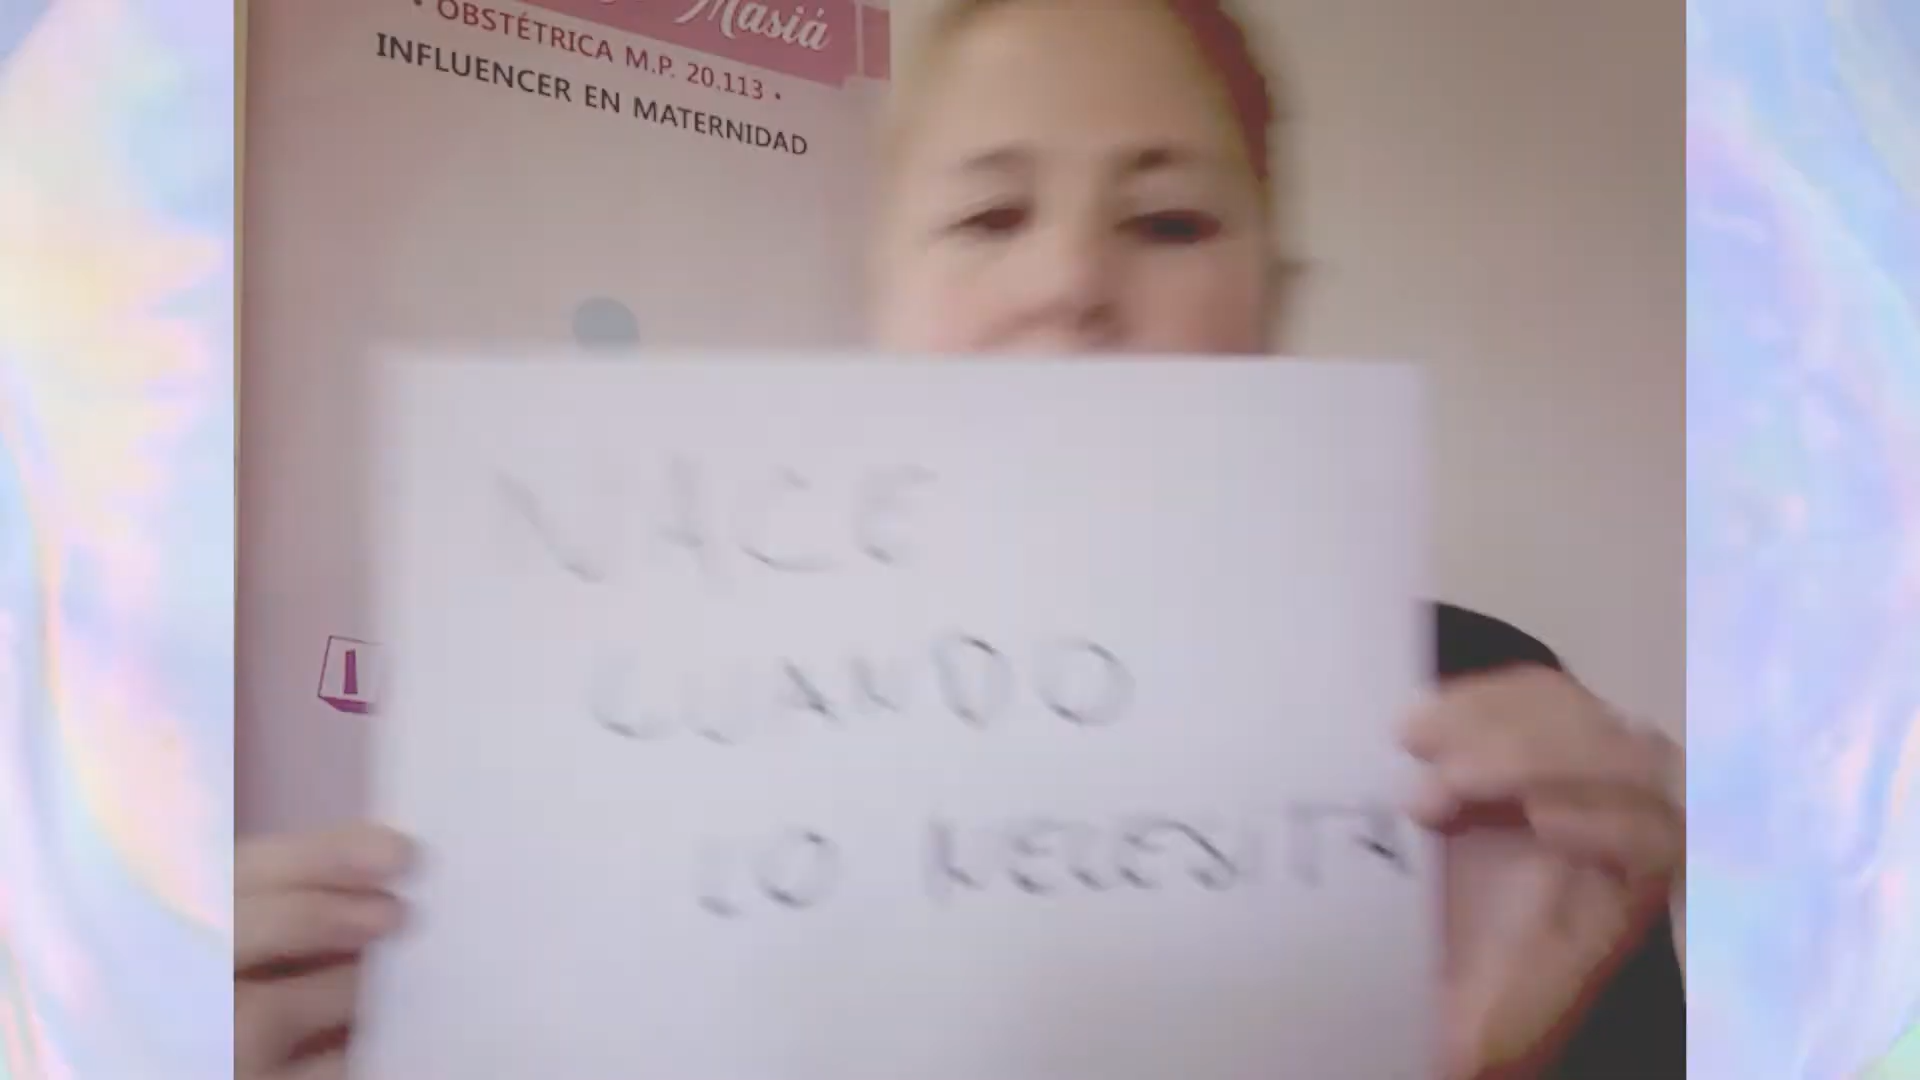 Masiá
• OBSTÉTRICA M.P. 20.113 •
INFLUENCER EN MATERNIDAD
NACE
CUANDO
LO NECESITA